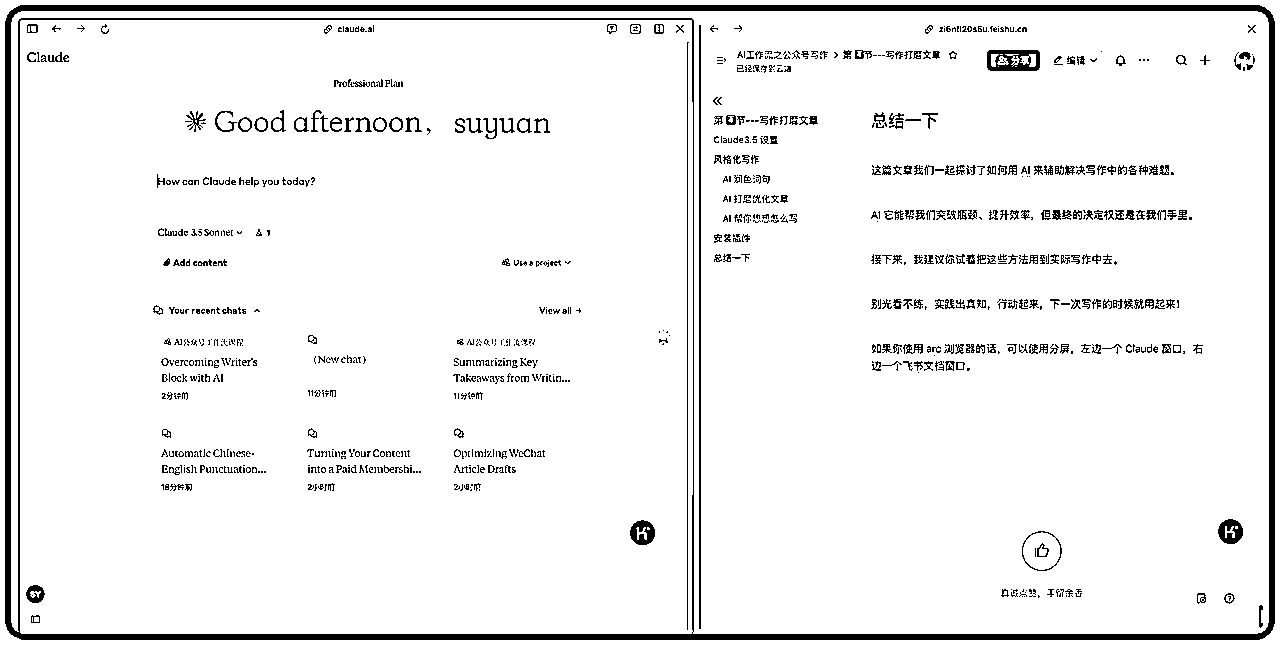 claude.ai
Claude
Professional Plan
Good afternoon, suyuan
How can Claude help you today?
Claude 3.5 Sonnet
1
Add content
Use a project
Your recent chats
View all →
AI公众号工作流课程
Overcoming Writer's
Block with AI
2分钟前
(New chat)
11分钟前
AI公众号工作流课程
Summarizing Key
Takeaways from Writin...
11分钟前
Automatic Chinese-
English Punctuation...
18分钟前
Turning Your Content
into a Paid Membershi...
2小时前
Optimizing WeChat
Article Drafts
2小时前
SY
AI工作流之公众号写作 > 第4节---写作打磨文章
已经保存到云端
分享
编辑
第4节---写作打磨文章
Claude3.5 设置
风格化写作
AI 润色词句
AI 打磨优化文章
AI 帮你想想怎么写
安装插件
总结一下
总结一下
这篇文章我们一起探讨了如何用 AI 来辅助解决写作中的各种难题。
AI 它能帮我们突破瓶颈、提升效率，但最终的决定权还是在我们手里。
接下来，我建议你试着把这些方法用到实际写作中去。
别光看不练，实践出真知，行动起来，下一次写作的时候就用起来！
如果你使用 arc 浏览器的话，可以使用分屏，左边一个 Claude 窗口，右
边一个飞书文档窗口。
真诚点赞，手留余香